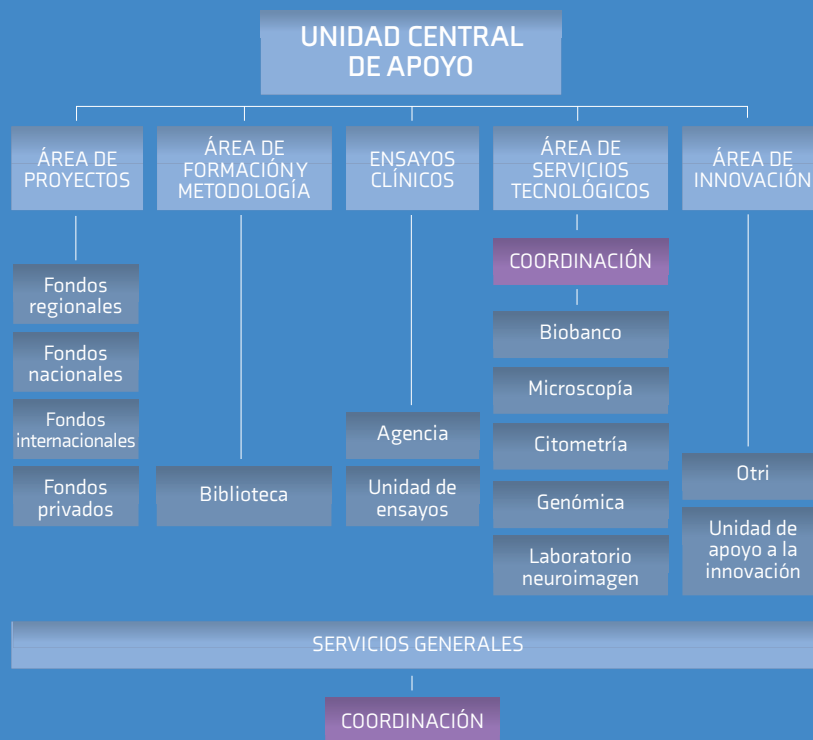 UNIDAD CENTRAL
DE APOYO
ÁREA DE
PROYECTOS
ÁREA DE
FORMACIÓNY
METODOLOGÍA
ENSAYOS
CLÍNICOS
ÁREA DE
SERVICIOS
TECNOLÓGICOS
ÁREA DE
INNOVACIÓN
Fondos
regionales
Fondos
nacionales
Fondos
internacionales
Fondos
privados
Biblioteca
Agencia
Unidad de
ensayos
COORDINACIÓN
Biobanco
Microscopía
Citometría
Genómica
Laboratorio
neuroimagen
Otri
Unidad de
apoyo a la
innovación
SERVICIOS GENERALES
COORDINACIÓN